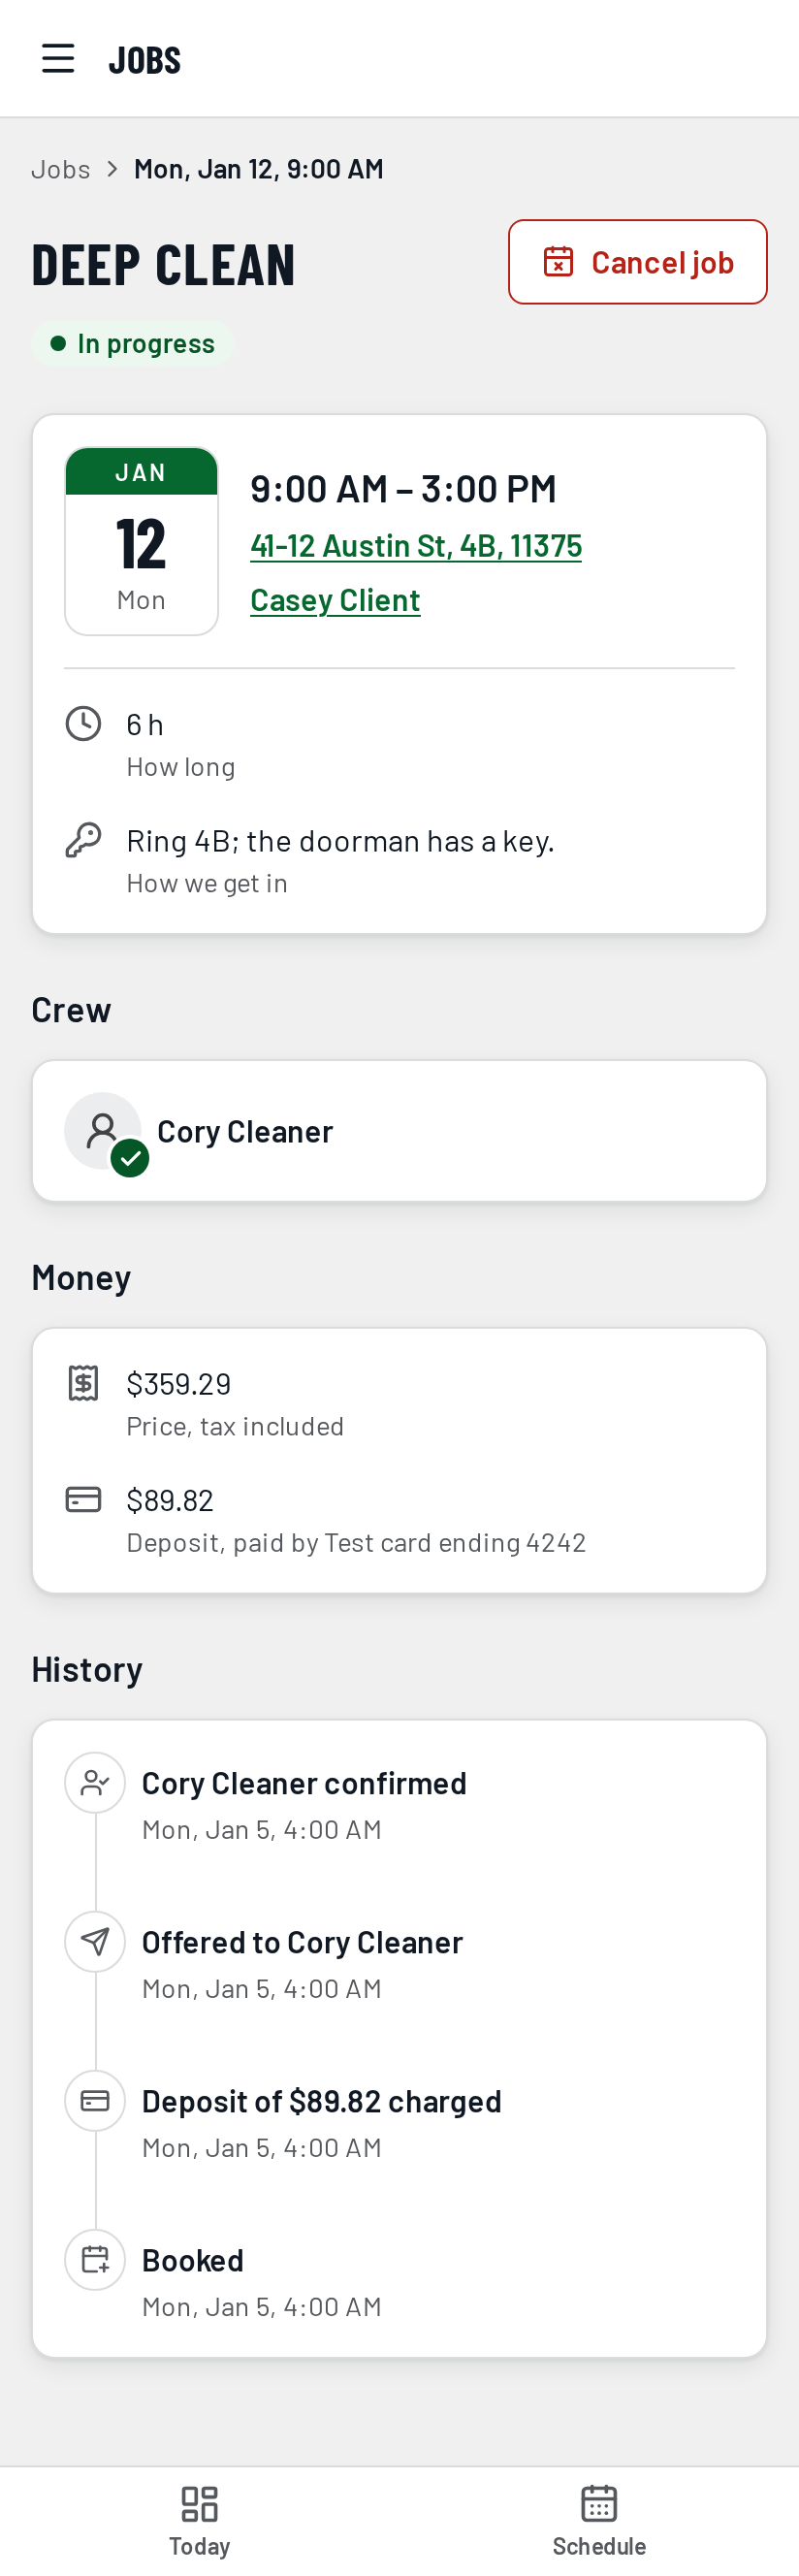 JOBS
Jobs > Mon, Jan 12, 9:00 AM
DEEP CLEAN
Cancel job
In progress
JAN
12
Mon
9:00 AM – 3:00 PM
41-12 Austin St, 4B, 11375
Casey Client
6 h
How long
Ring 4B; the doorman has a key.
How we get in
Crew
Cory Cleaner
Money
$359.29
Price, tax included
$89.82
Deposit, paid by Test card ending 4242
History
Cory Cleaner confirmed
Mon, Jan 5, 4:00 AM
Offered to Cory Cleaner
Mon, Jan 5, 4:00 AM
Deposit of $89.82 charged
Mon, Jan 5, 4:00 AM
Booked
Mon, Jan 5, 4:00 AM
Today
Schedule